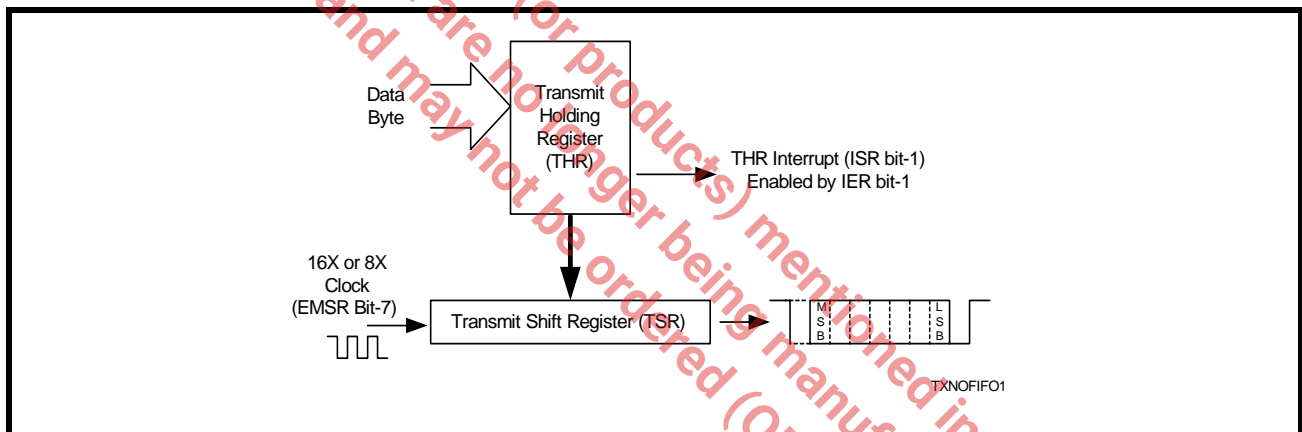 (or products) mentioned in
are no longer being manuf
and may not be ordered (O
Data
Byte
Transmit
Holding
Register
(THR)
THR Interrupt (ISR bit-1)
Enabled by IER bit-1
16X or 8X
Clock
(EMSR Bit-7)
Transmit Shift Register (TSR)
M
S
B
L
S
B
TXNOFIFO1